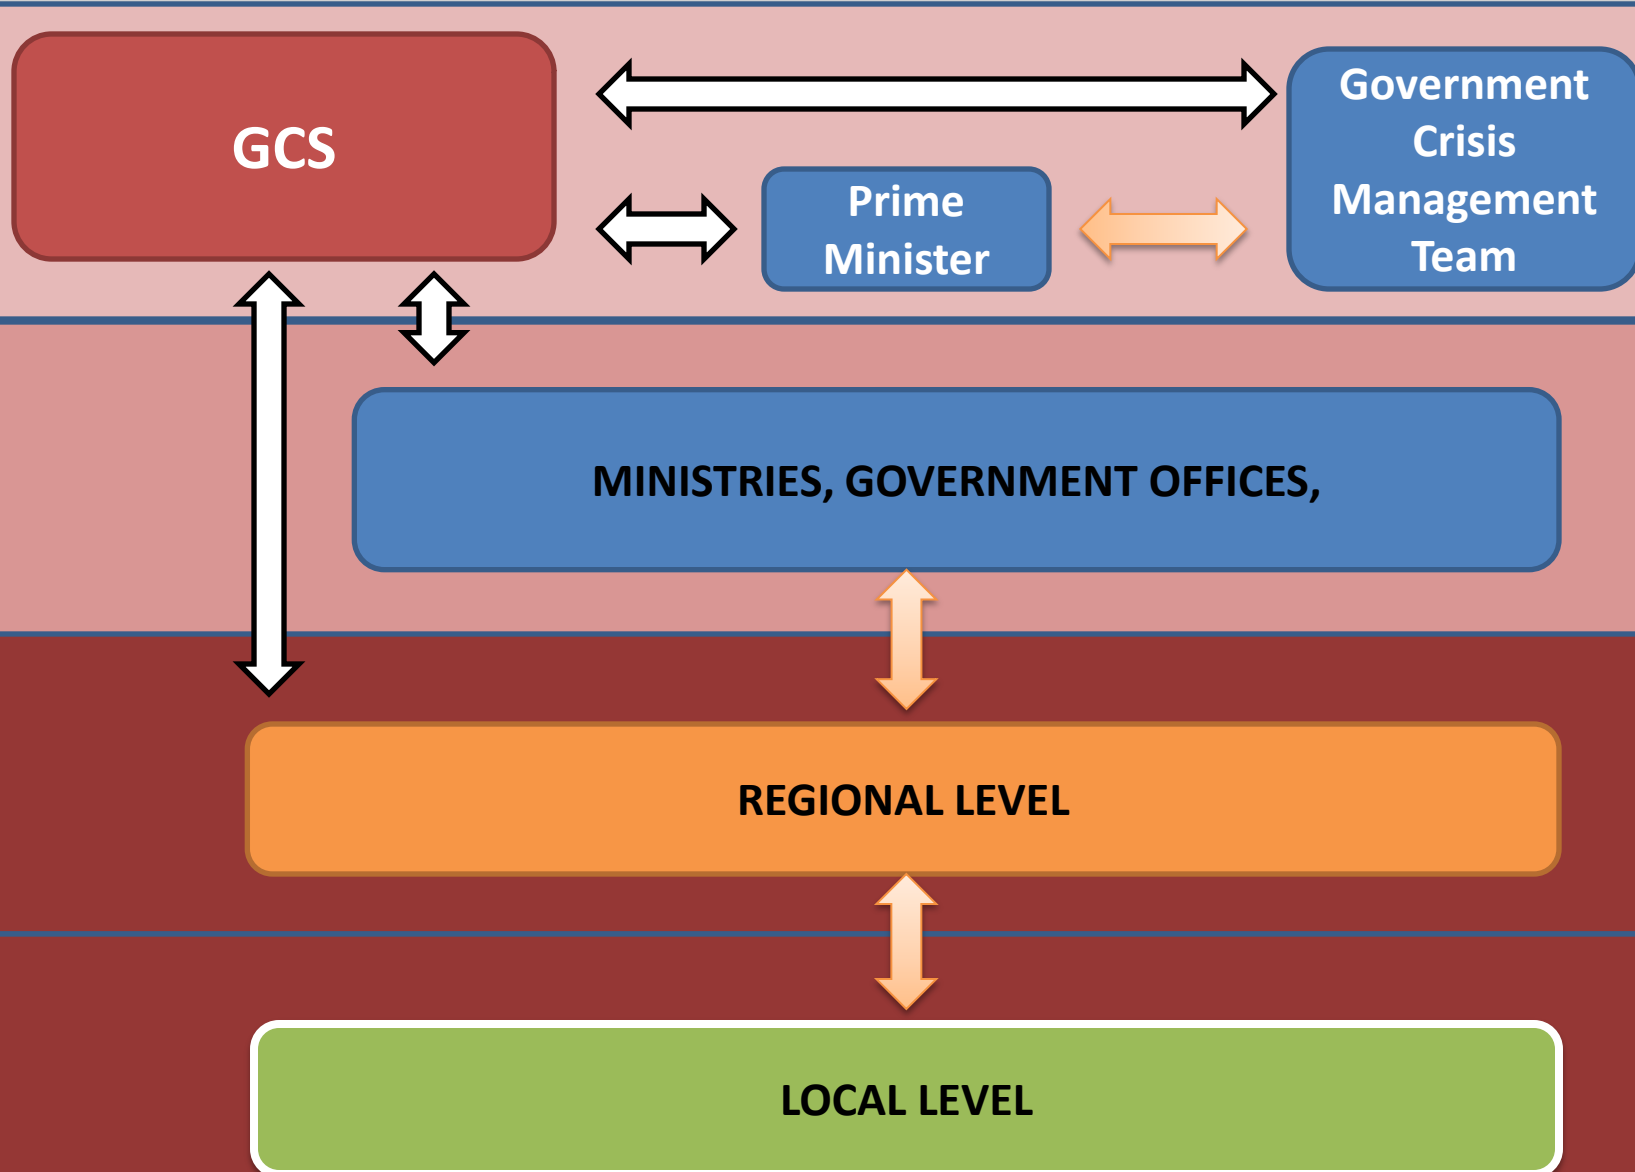 GCS
Government
Crisis
Management
Team
Prime
Minister
MINISTRIES, GOVERNMENT OFFICES,
REGIONAL LEVEL
LOCAL LEVEL